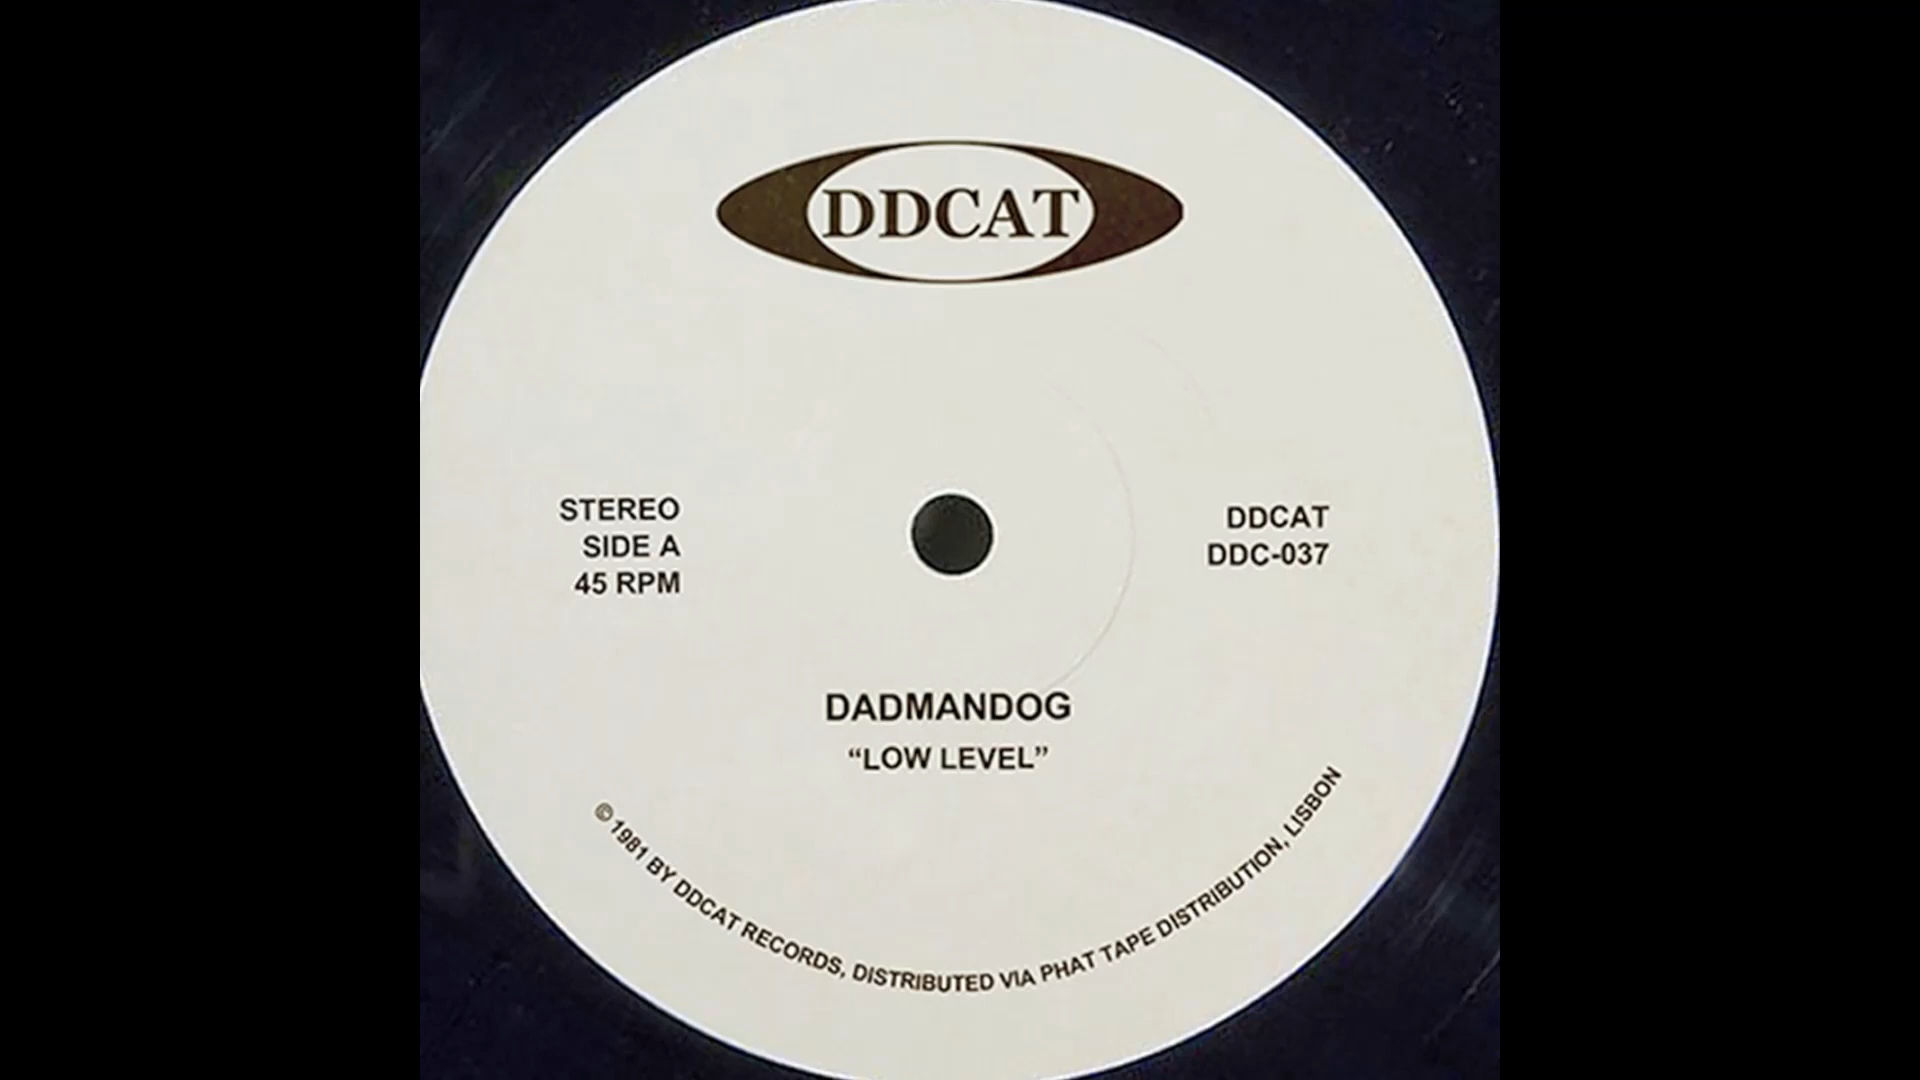 DDCAT
STEREO
SIDE A
45 RPM
DDCAT
DDC-037
DADMANDOG
“LOW LEVEL”
© 1981 BY DDCAT RECORDS, DISTRIBUTED VIA PHAT TAPE DISTRIBUTION, LISBON